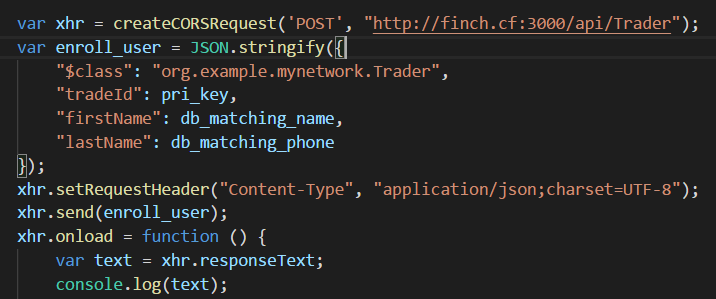 var xhr = createCORSRequest('POST', "http://finch.cf:3000/api/Trader");
var enroll_user = JSON.stringify({
    "$class": "org.example.mynetwork.Trader",
    "tradeId": pri_key,
    "firstName": db_matching_name,
    "lastName": db_matching_phone
});
xhr.setRequestHeader("Content-Type", "application/json;charset=UTF-8");
xhr.send(enroll_user);
xhr.onload = function () {
    var text = xhr.responseText;
    console.log(text);